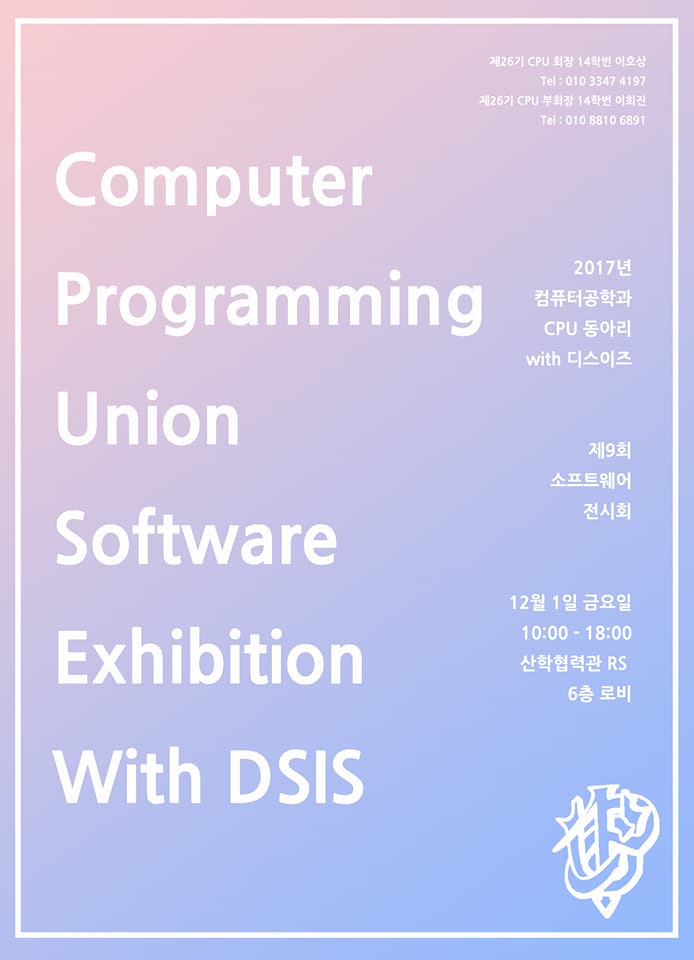 제26기 CPU 회장 14학번 이호상
Tel : 010 3347 4197
제26기 CPU 부회장 14학번 이희진
Tel : 010 8810 6891
Computer
Programming
Union
Software
Exhibition
With DSIS
2017년
컴퓨터공학과
CPU 동아리
with 디스이즈
제9회
소프트웨어
전시회
12월 1일 금요일
10:00 - 18:00
산학협력관 RS
6층 로비